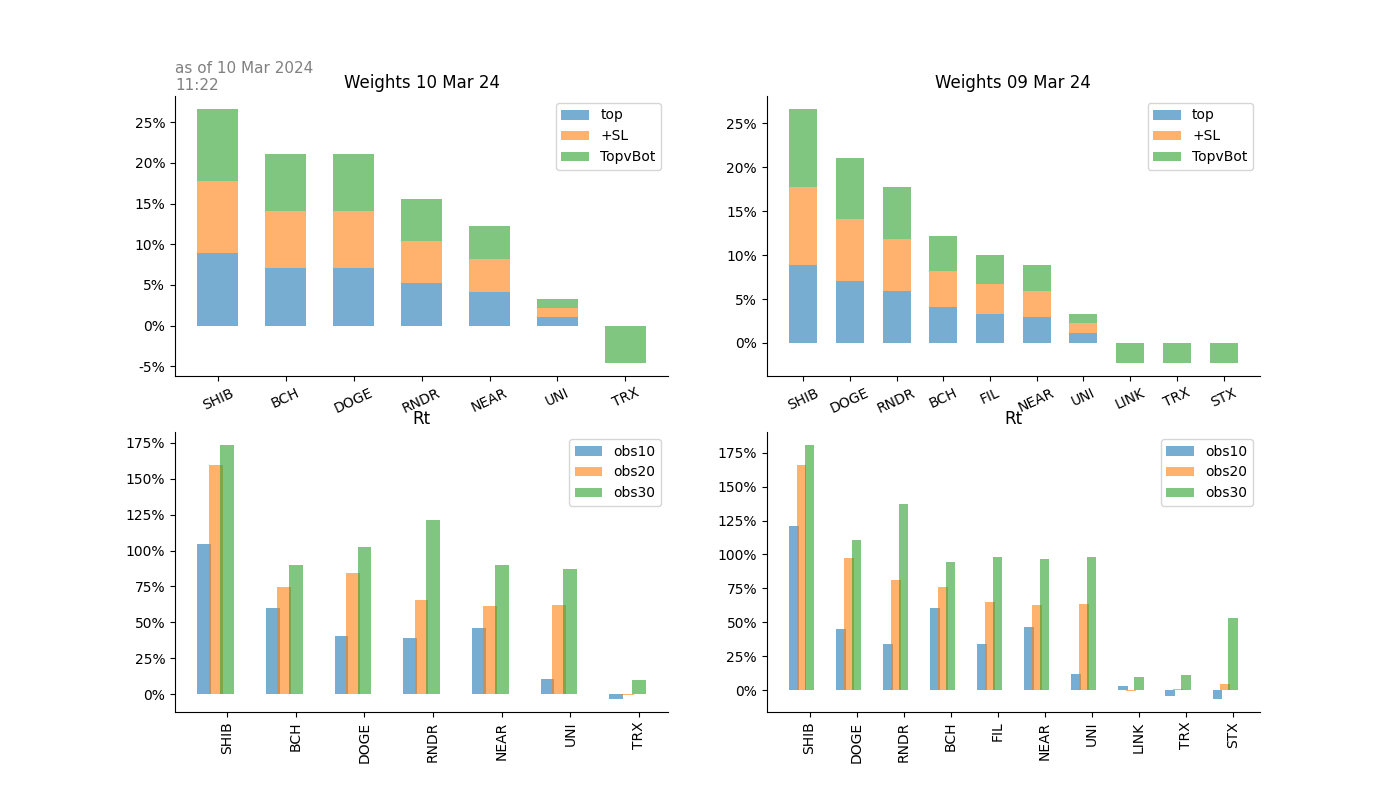 as of 10 Mar 2024
11:22
Weights 10 Mar 24
25%
20%
15%
10%
5%
0%
-5%
top
+SL
TopvBot
SHIB
BCH
DOGE
RNDR
NEAR
UNI
TRX
Weights 09 Mar 24
25%
20%
15%
10%
5%
0%
top
+SL
TopvBot
SHIB
DOGE
RNDR
BCH
FIL
NEAR
UNI
LINK
TRX
STX
Rt
175%
150%
125%
100%
75%
50%
25%
0%
obs10
obs20
obs30
SHIB
BCH
DOGE
RNDR
NEAR
UNI
TRX
Rt
175%
150%
125%
100%
75%
50%
25%
0%
obs10
obs20
obs30
SHIB
DOGE
RNDR
BCH
FIL
NEAR
UNI
LINK
TRX
STX